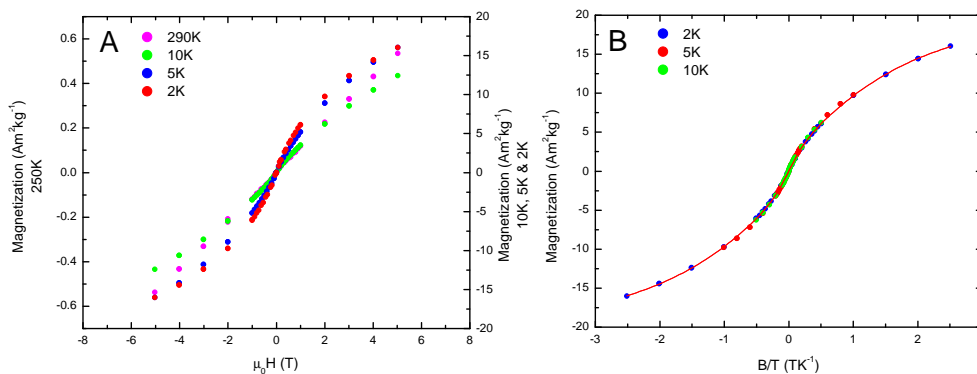 A
290K
10K
5K
2K
Magnetization (Am²kg⁻¹)
250K
0.6
0.4
0.2
0.0
-0.2
-0.4
-0.6
20
15
10
5
0
-5
-10
-15
-20
Magnetization (Am²kg⁻¹)
10K, 5K & 2K
-8
-6
-4
-2
0
2
4
6
8
μ₀H (T)
B
2K
5K
10K
Magnetization (Am²kg⁻¹)
20
15
10
5
0
-5
-10
-15
-20
-3
-2
-1
0
1
2
B/T (TK⁻¹)